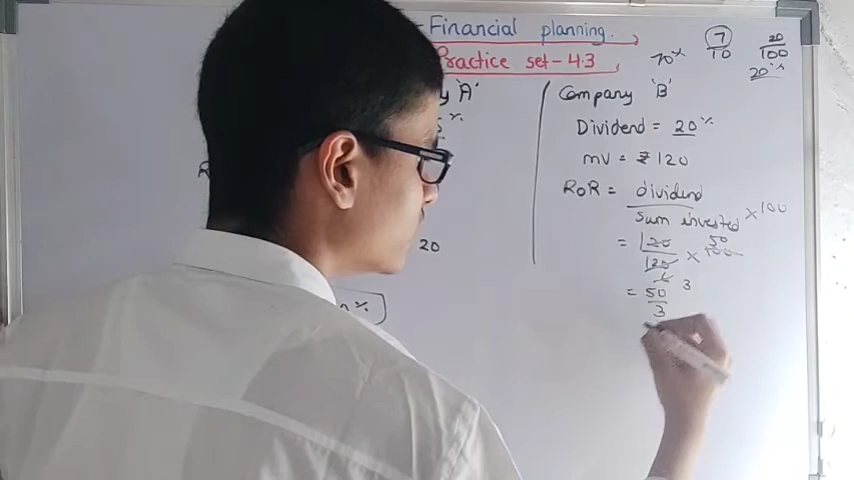 Financial planning.
Practice set-4.3
70%
7/10
20/100
20%
y 'A'
%
R
20
n %
Company 'B'
Dividend = 20%
MV = ₹120
ROR = dividend / Sum invested × 100
= 120/120 × 100
50
6 3
= 50/3